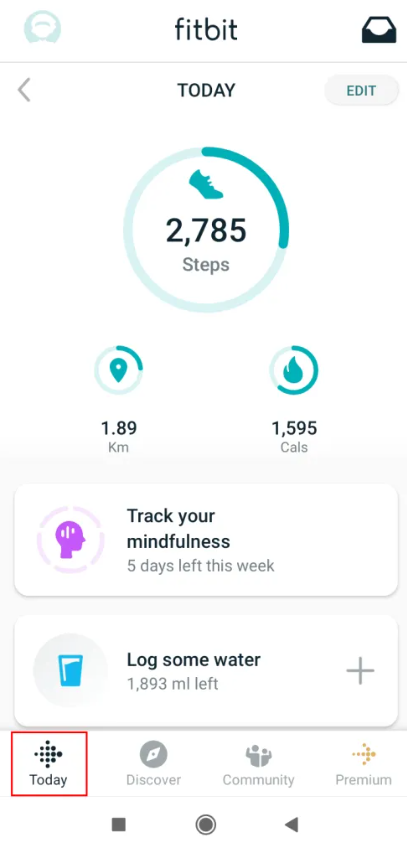 fitbit
TODAY
EDIT
2,785
Steps
1.89
Km
1,595
Cals
Track your
mindfulness
5 days left this week
Log some water
1,893 ml left
Today
Discover
Community
Premium